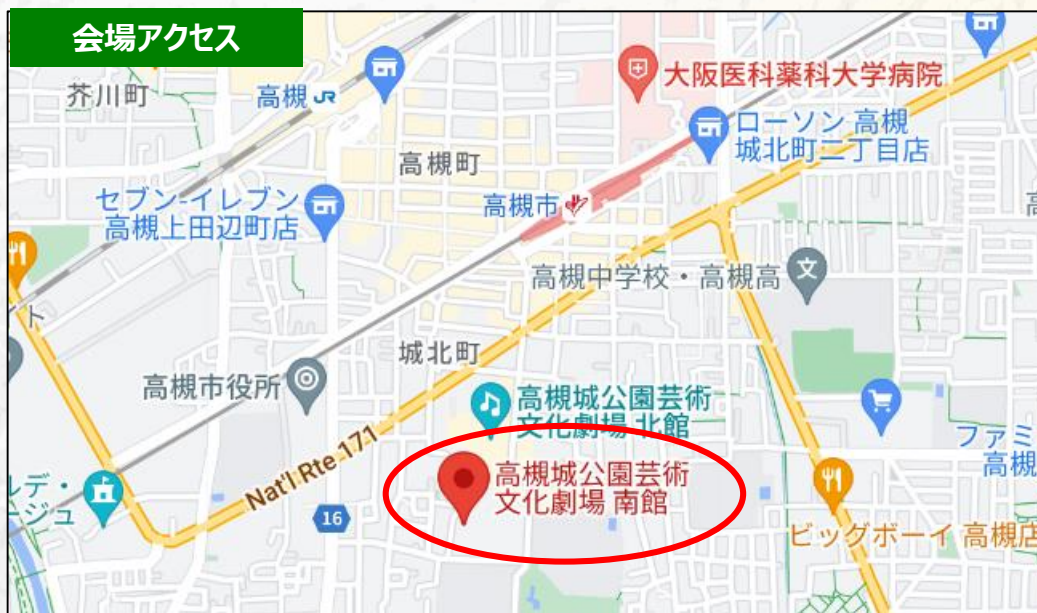 会場アクセス
芥川町
高槻
JR
大阪医科薬科大学病院
ローソン 高槻
城北町二丁目店
高槻町
セブン-イレブン
高槻上田辺町店
高槻市
高槻中学校・高槻高
城北町
高槻市役所
高槻城公園芸術
文化劇場 北館
Nat'l Rte 171
ファミ
高槻
高槻城公園芸術
文化劇場 南館
ルデ・
ージュ
16
ビッグボーイ 高槻店